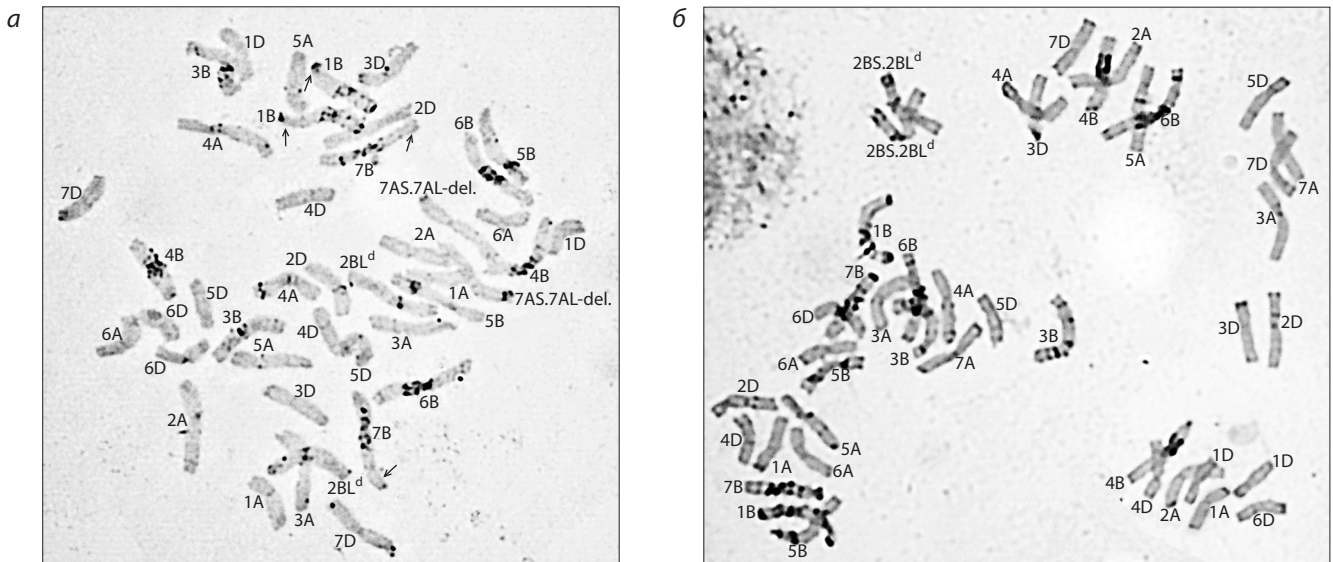 а
1D
5A
1B
3D
3B
1B
2D
6B
4A
7B
5B
7AS.7AL-del.
7D
4D
6A
1D
2A
4B
2D
2BLᵈ
4B
4A
1A
7AS.7AL-del.
5D
6D
3B
4D
5B
6A
5A
3A
6D
5D
3D
6B
2A
7B
2BLᵈ
1A
3A
7D
б
7D
2A
2BS.2BLᵈ
4A
5D
4B
6B
2BS.2BLᵈ
3D
5A
7D
7A
3A
1B
6B
7B
4A
6D
5D
3A
3B
3D
2D
6A
3B
7A
5B
2D
4D
5A
1A
6A
1D
1D
7B
4B
4D
2A
1A
6D
1B
5B